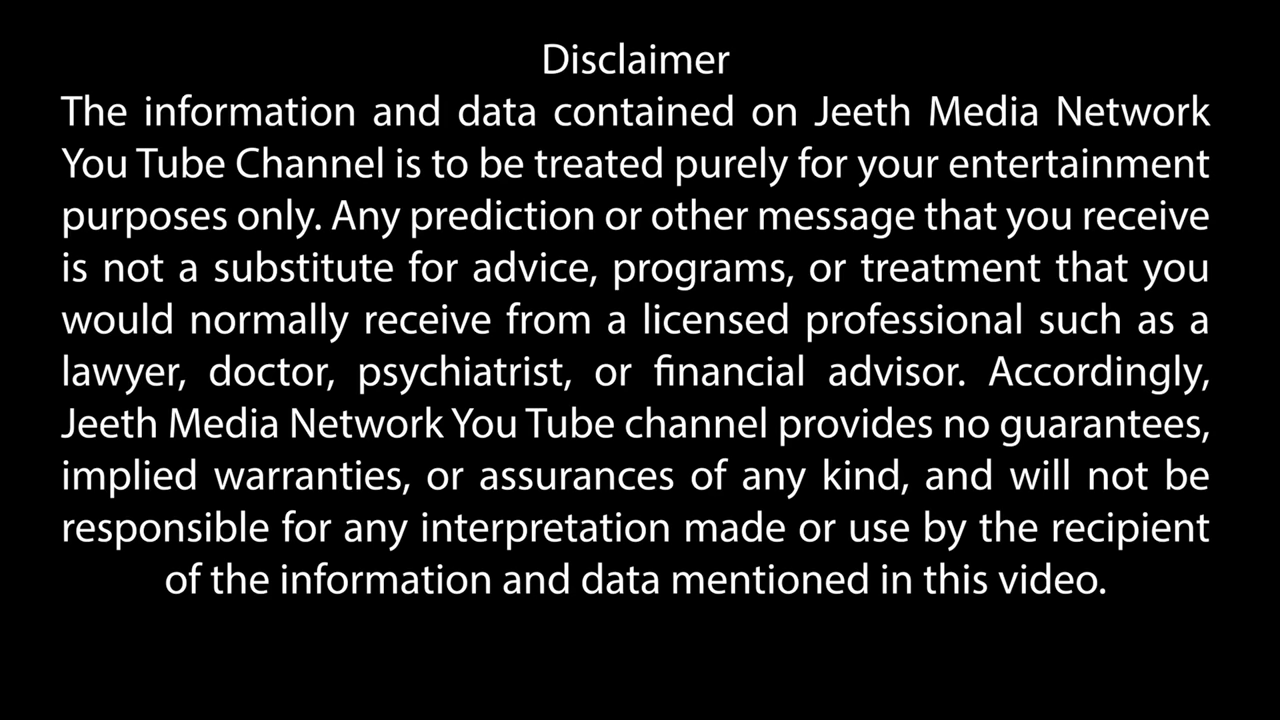 Disclaimer
The information and data contained on Jeeth Media Network
You Tube Channel is to be treated purely for your entertainment
purposes only. Any prediction or other message that you receive
is not a substitute for advice, programs, or treatment that you
would normally receive from a licensed professional such as a
lawyer, doctor, psychiatrist, or financial advisor. Accordingly,
Jeeth Media Network You Tube channel provides no guarantees,
implied warranties, or assurances of any kind, and will not be
responsible for any interpretation made or use by the recipient
of the information and data mentioned in this video.